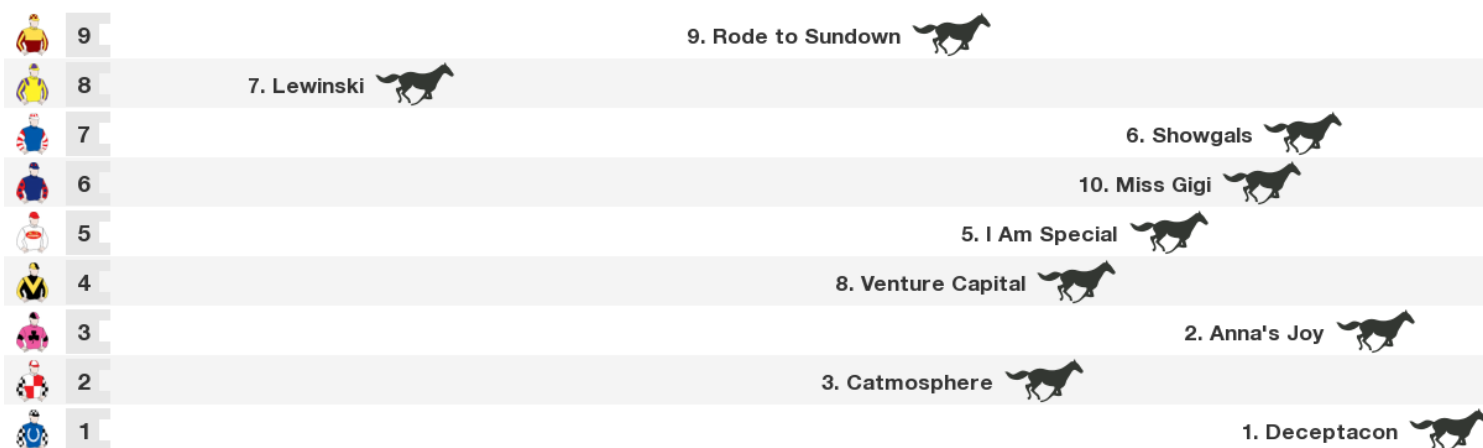 9 9. Rode to Sundown
8 7. Lewinski
7 6. Showgals
6 10. Miss Gigi
5 5. I Am Special
4 8. Venture Capital
3 2. Anna's Joy
2 3. Catmosphere
1 1. Deceptacon